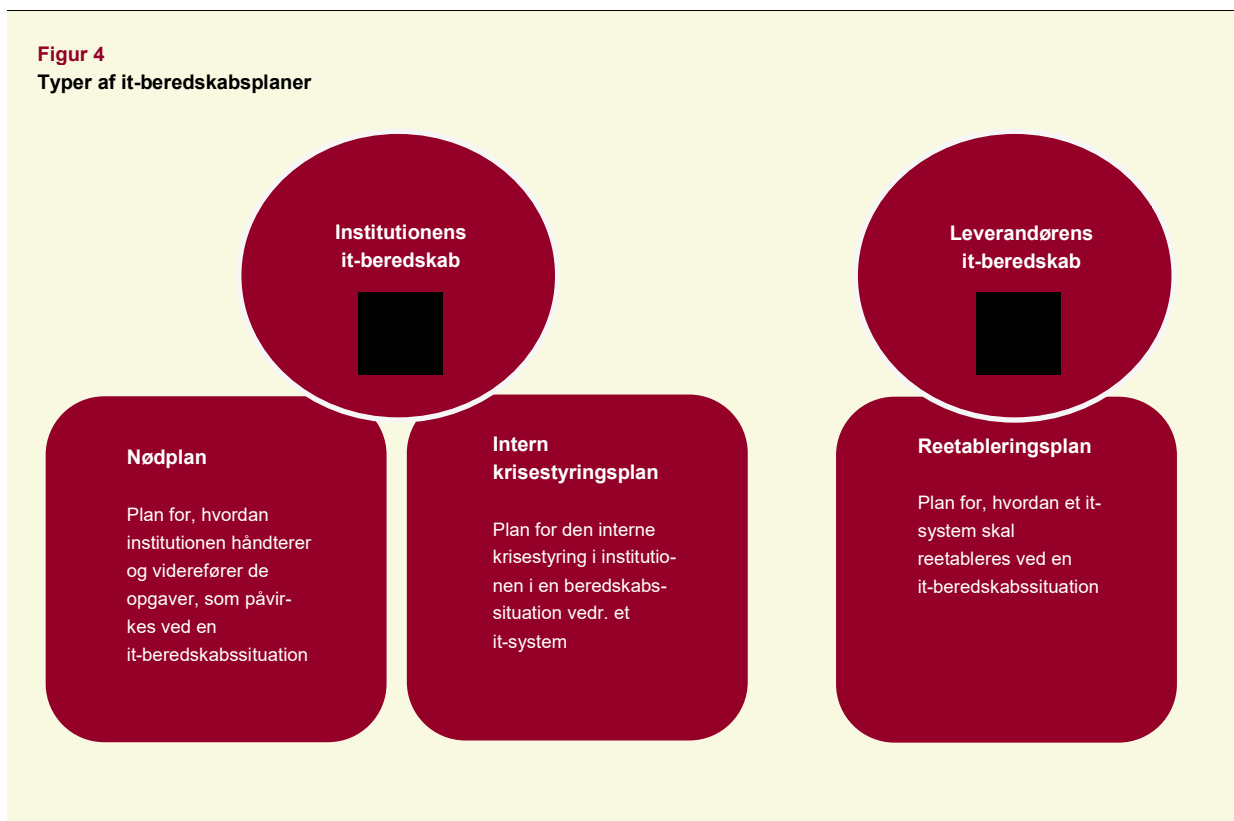 Figur 4
Typer af it-beredskabsplaner
Institutionens
it-beredskab
Nødplan
Plan for, hvordan
institutionen håndterer
og viderefører de
opgaver, som påvir-
kes ved en
it-beredskabssituation
Intern
krisestyringsplan
Plan for den interne
krisestyring i institutio-
nen i en beredskabs-
situation vedr. et
it-system
Leverandørens
it-beredskab
Reetableringsplan
Plan for, hvordan et it-
system skal
reetableres ved en
it-beredskabssituation